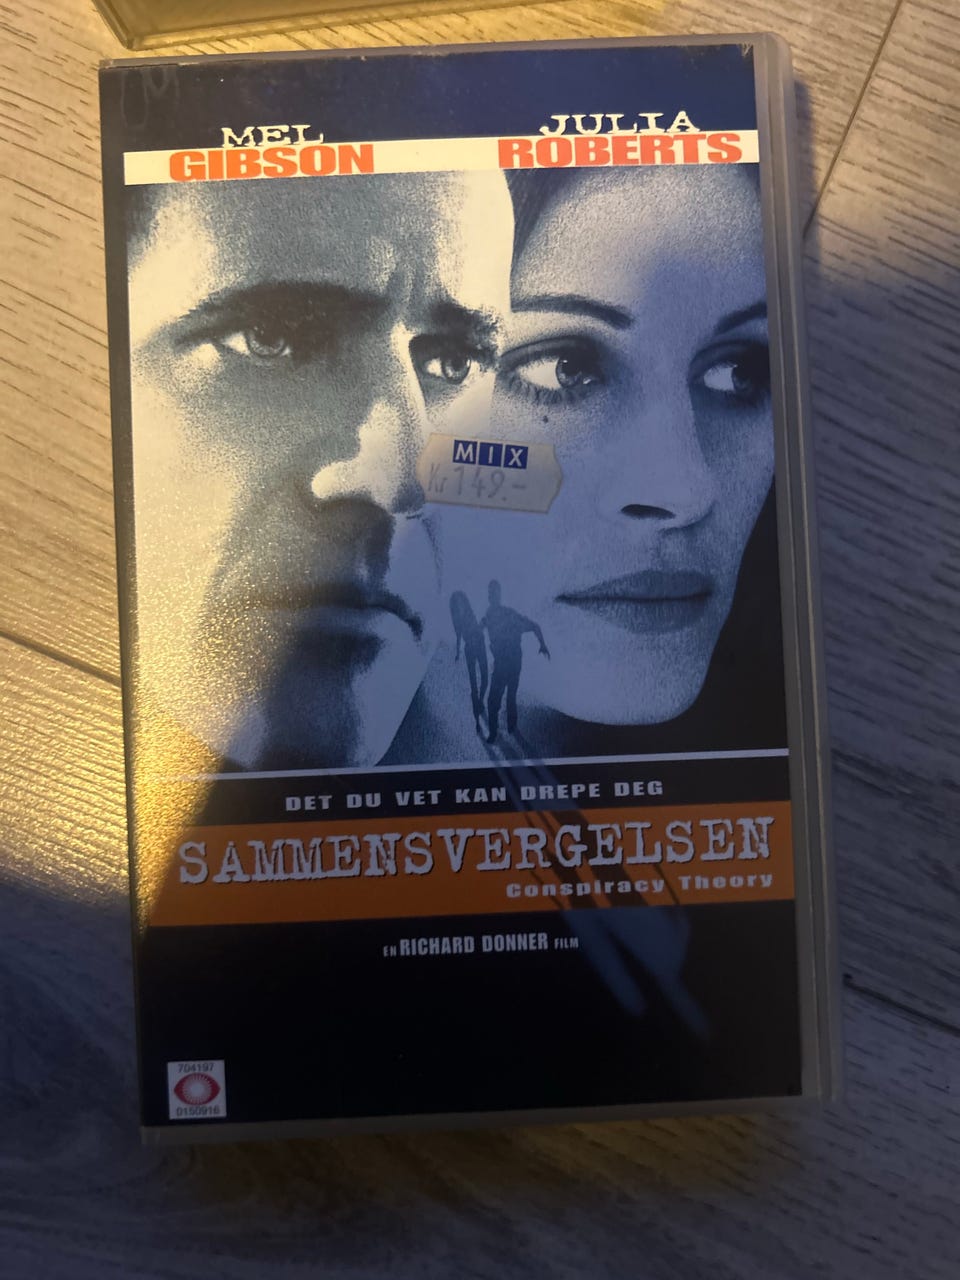 MEL
GIBSON
JULIA
ROBERTS
MIX
Kr 149.-
DET DU VET KAN DREPE DEG
SAMMENSVERGELSEN
Conspiracy Theory
EN RICHARD DONNER FILM
704197
0150916